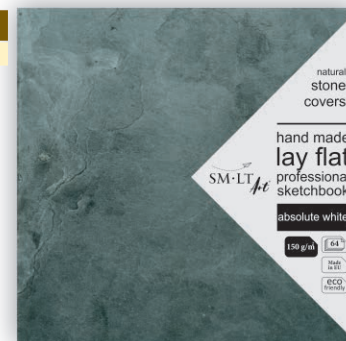 natural
stone
covers
hand made
lay flat
professional
sketchbook
SM·LT Art
absolute white
150 g/m
64
Made
in EU
eco
friendly